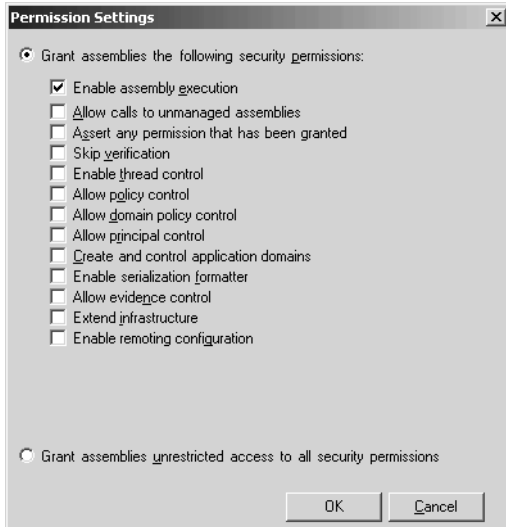 Permission Settings
Grant assemblies the following security permissions:
Enable assembly execution
Allow calls to unmanaged assemblies
Assert any permission that has been granted
Skip verification
Enable thread control
Allow policy control
Allow domain policy control
Allow principal control
Create and control application domains
Enable serialization formatter
Allow evidence control
Extend infrastructure
Enable remoting configuration
Grant assemblies unrestricted access to all security permissions
OK Cancel